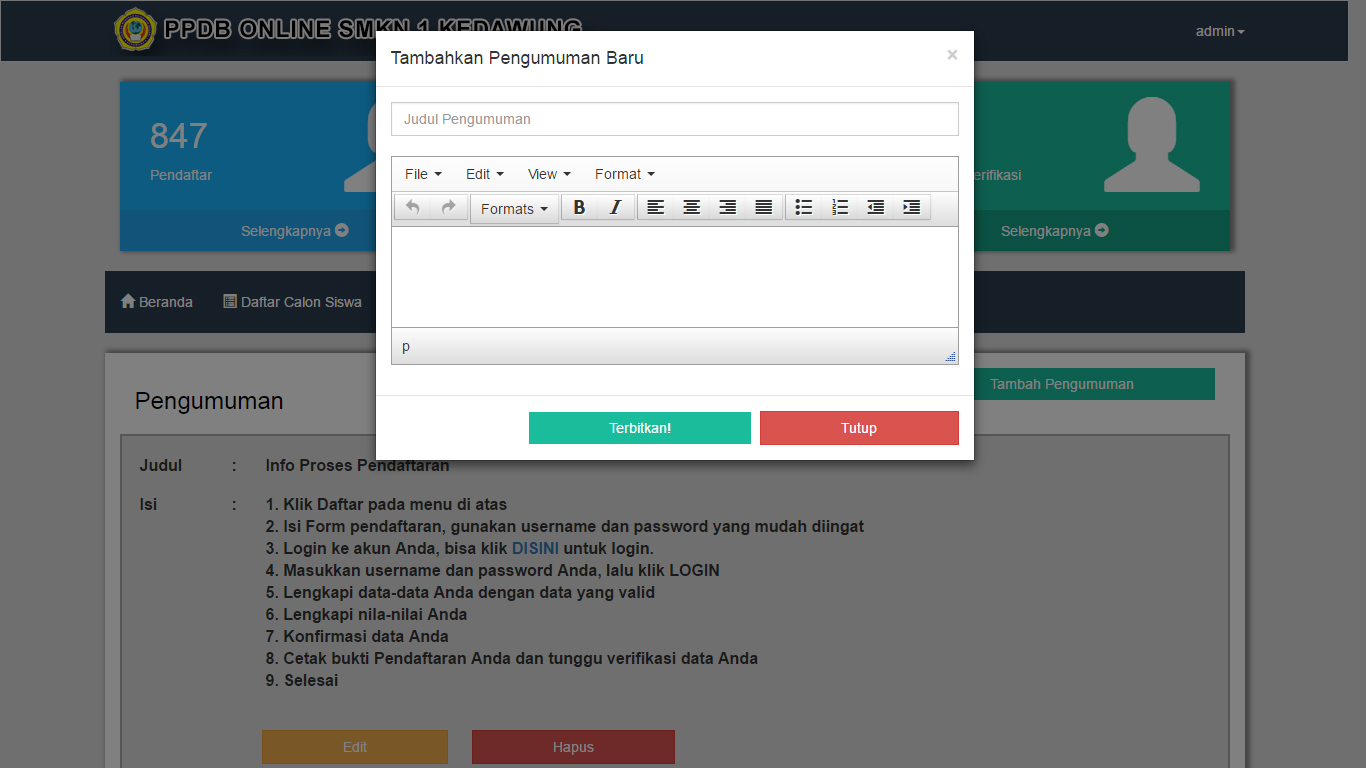 PPDB ONLINE SMKN 1 KEDAWUNG
admin
Tambahkan Pengumuman Baru
×
Judul Pengumuman
File Edit View Format
Formats B I
p
Terbitkan! Tutup
847
Pendaftar
erifikasi
Selengkapnya
Selengkapnya
Beranda Daftar Calon Siswa
Pengumuman
Tambah Pengumuman
Judul : Info Proses Pendaftaran
Isi : 1. Klik Daftar pada menu di atas
2. Isi Form pendaftaran, gunakan username dan password yang mudah diingat
3. Login ke akun Anda, bisa klik DISINI untuk login.
4. Masukkan username dan password Anda, lalu klik LOGIN
5. Lengkapi data-data Anda dengan data yang valid
6. Lengkapi nila-nilai Anda
7. Konfirmasi data Anda
8. Cetak bukti Pendaftaran Anda dan tunggu verifikasi data Anda
9. Selesai
Edit Hapus